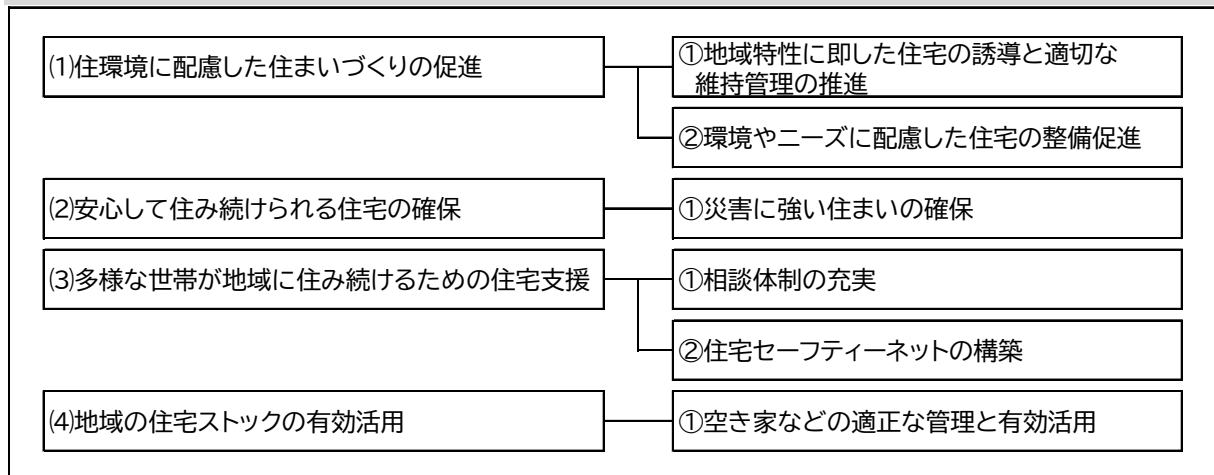 ⑴住環境に配慮した住まいづくりの促進
①地域特性に即した住宅の誘導と適切な
維持管理の推進
②環境やニーズに配慮した住宅の整備促進
⑵安心して住み続けられる住宅の確保
①災害に強い住まいの確保
⑶多様な世帯が地域に住み続けるための住宅支援
①相談体制の充実
②住宅セーフティーネットの構築
⑷地域の住宅ストックの有効活用
①空き家などの適正な管理と有効活用